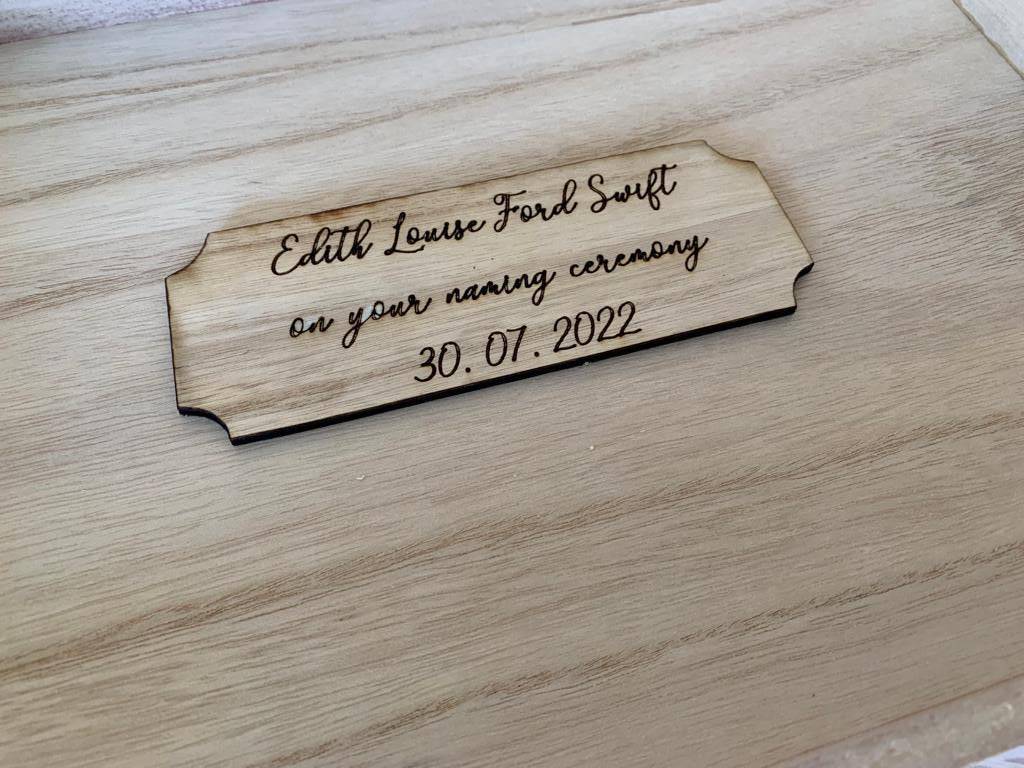 Edith Louise Ford Swift
on your naming ceremony
30.07.2022